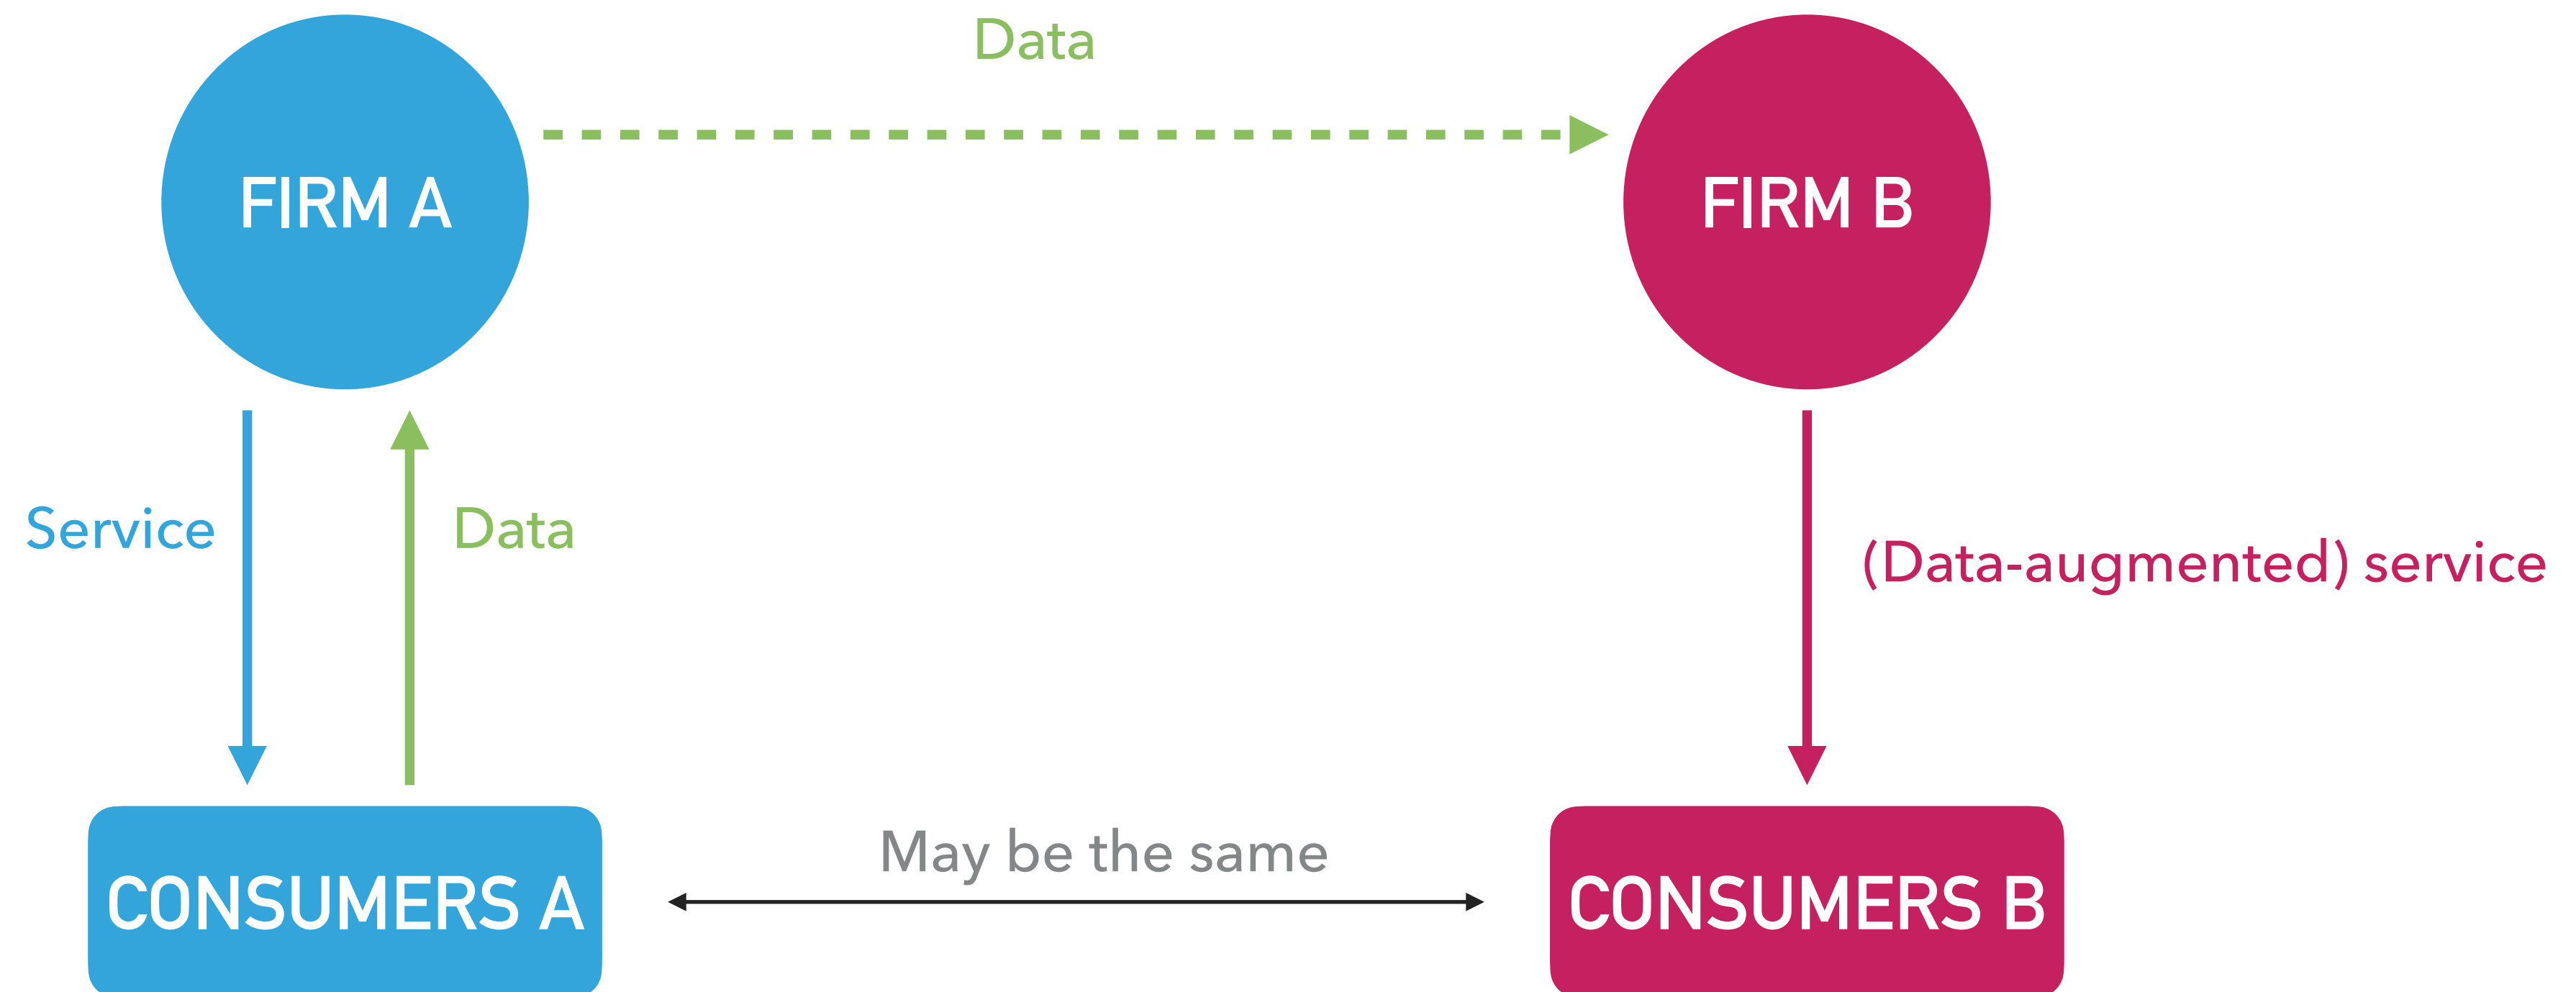 Data
FIRM A
FIRM B
Service
Data
(Data-augmented) service
May be the same
CONSUMERS A
CONSUMERS B